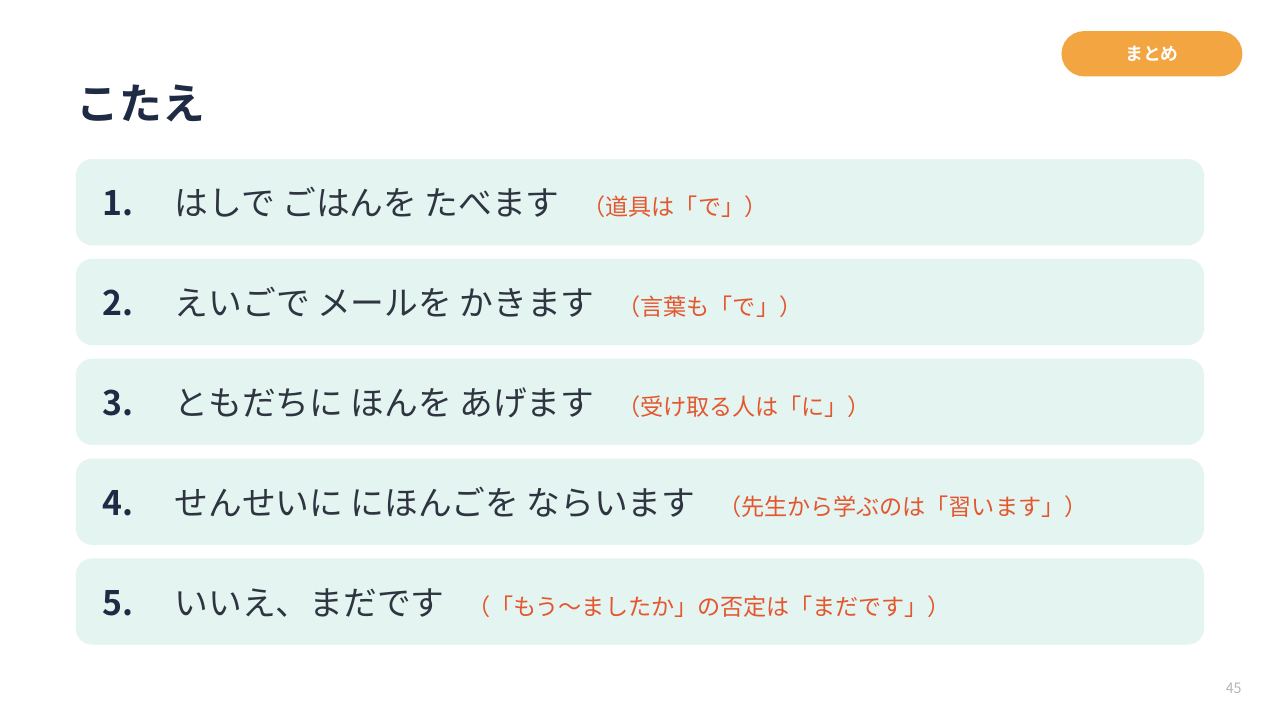 まとめ
こたえ
1. はしで ごはんを たべます （道具は「で」）
2. えいごで メールを かきます （言葉も「で」）
3. ともだちに ほんを あげます （受け取る人は「に」）
4. せんせいに にほんごを ならいます （先生から学ぶのは「習います」）
5. いいえ、まだです （「もう～ましたか」の否定は「まだです」）
45